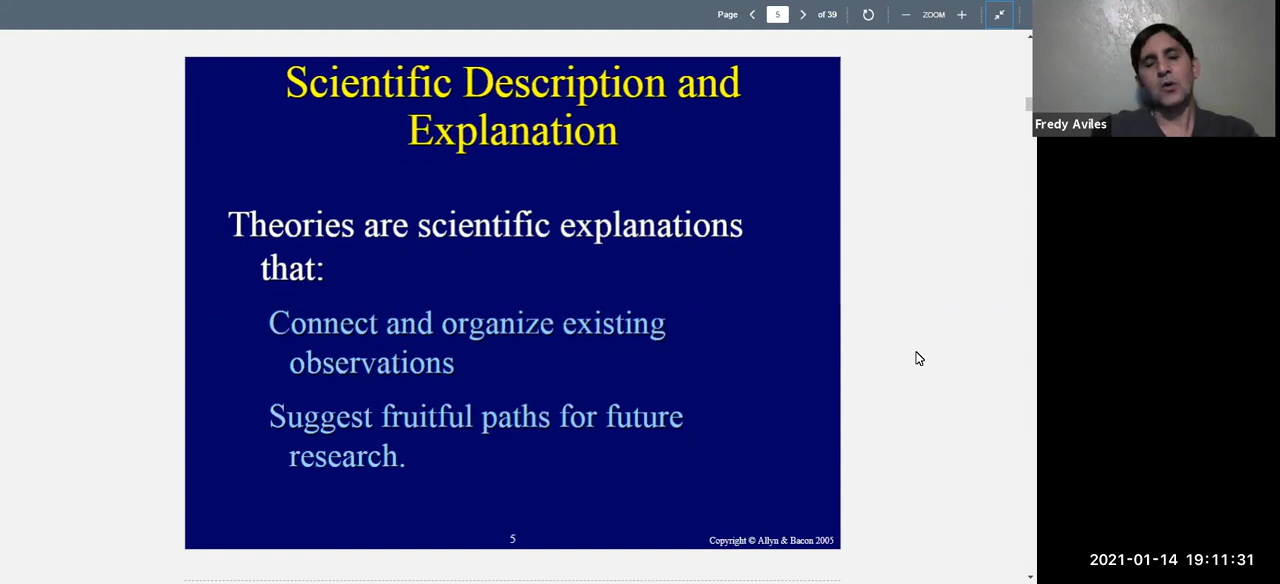 Page 5 of 39 ZOOM
Scientific Description and
Explanation
Theories are scientific explanations
that:
Connect and organize existing
observations
Suggest fruitful paths for future
research.
5
Copyright © Allyn & Bacon 2005
Fredy Aviles
2021-01-14 19:11:31